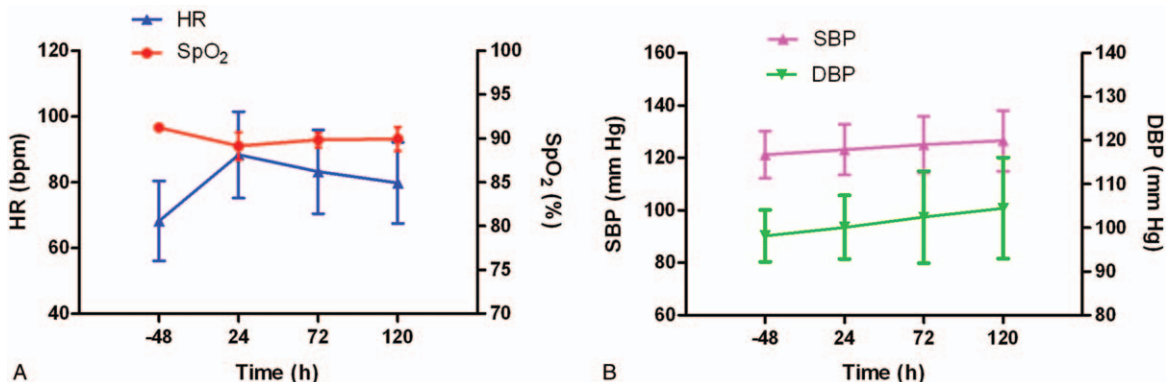 HR
SpO2
120
100
80
60
40
HR (bpm)
100
95
90
85
80
75
70
SpO2 (%)
-48 24 72 120
Time (h)
A
SBP
DBP
160
140
120
100
80
60
SBP (mm Hg)
140
130
120
110
100
90
80
DBP (mm Hg)
-48 24 72 120
Time (h)
B